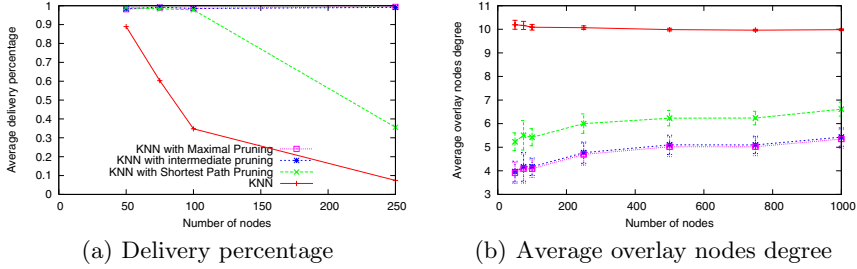 Average delivery percentage
1
0.9
0.8
0.7
0.6
0.5
0.4
0.3
0.2
0.1
0
KNN with Maximal Pruning
KNN with intermediate pruning
KNN with Shortest Path Pruning
KNN
0 50 100 150 200 250
Number of nodes
(a) Delivery percentage
Average overlay nodes degree
11
10
9
8
7
6
5
4
3
0 200 400 600 800 1000
Number of nodes
(b) Average overlay nodes degree